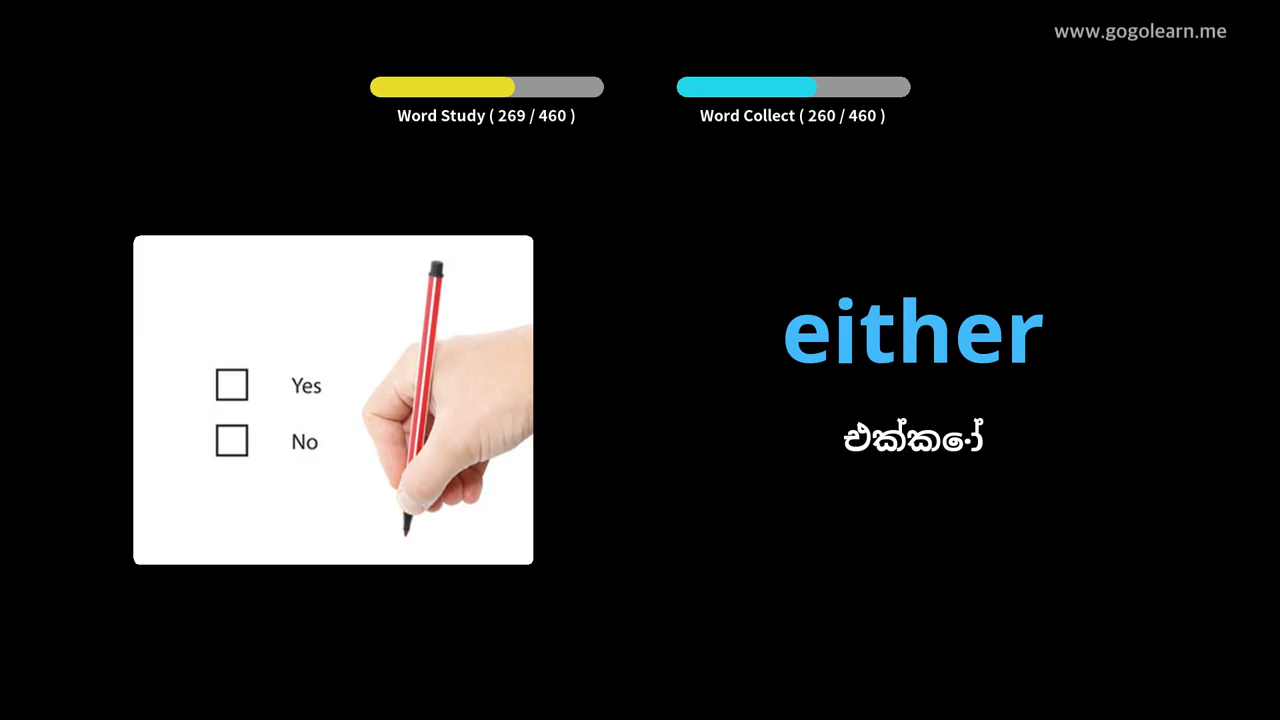 www.gogolearn.me
Word Study ( 269 / 460 )
Word Collect ( 260 / 460 )
Yes
No
either
එක්කෝ